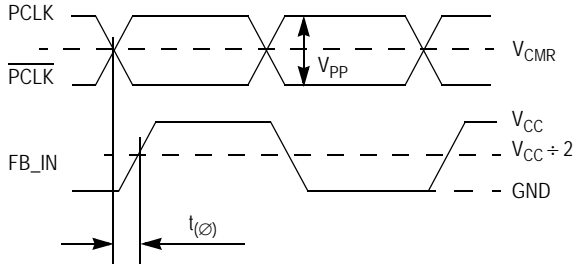 PCLK
V_CMR
V_PP
PCLK
V_CC
V_CC ÷ 2
FB_IN
GND
t_(∅)